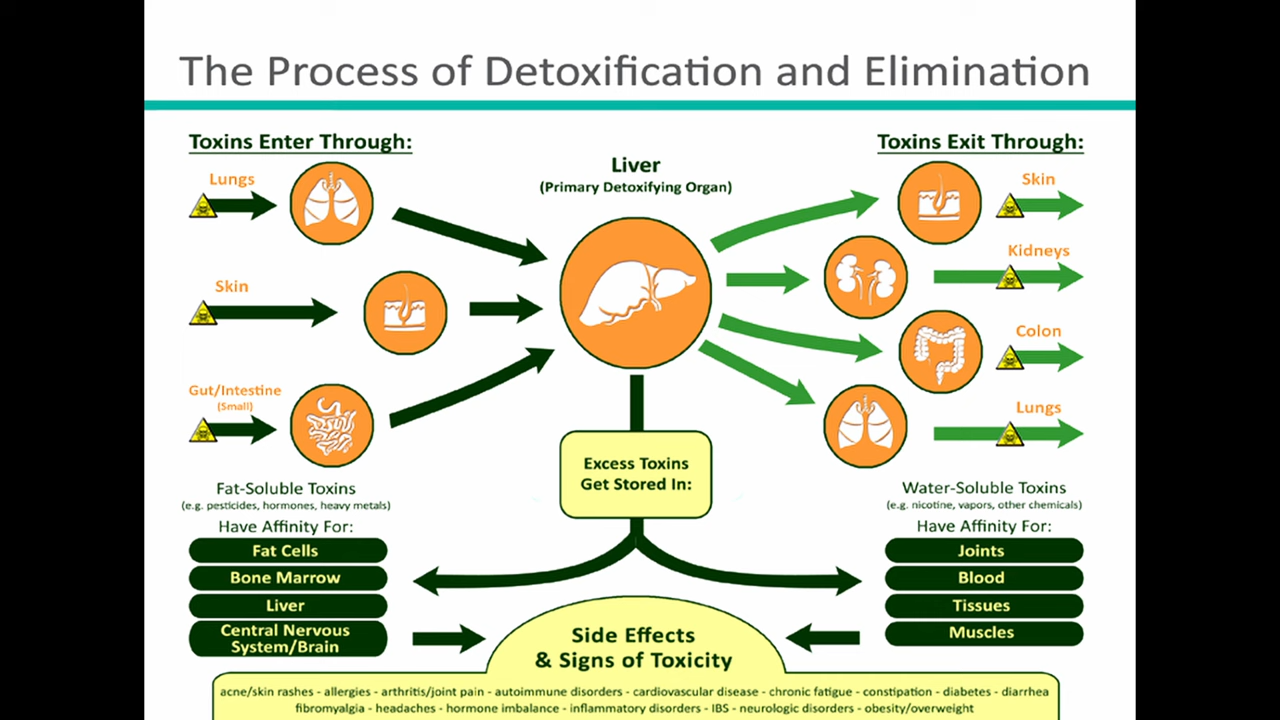 The Process of Detoxification and Elimination
Toxins Enter Through:
Lungs
Skin
Gut/Intestine
(Small)
Liver
(Primary Detoxifying Organ)
Toxins Exit Through:
Skin
Kidneys
Colon
Lungs
Excess Toxins
Get Stored In:
Fat-Soluble Toxins
(e.g. pesticides, hormones, heavy metals)
Have Affinity For:
Fat Cells
Bone Marrow
Liver
Central Nervous
System/Brain
Water-Soluble Toxins
(e.g. nicotine, vapors, other chemicals)
Have Affinity For:
Joints
Blood
Tissues
Muscles
Side Effects
& Signs of Toxicity
acne/skin rashes - allergies - arthritis/joint pain - autoimmune disorders - cardiovascular disease - chronic fatigue - constipation - diabetes - diarrhea
fibromyalgia - headaches - hormone imbalance - inflammatory disorders - IBS - neurologic disorders - obesity/overweight